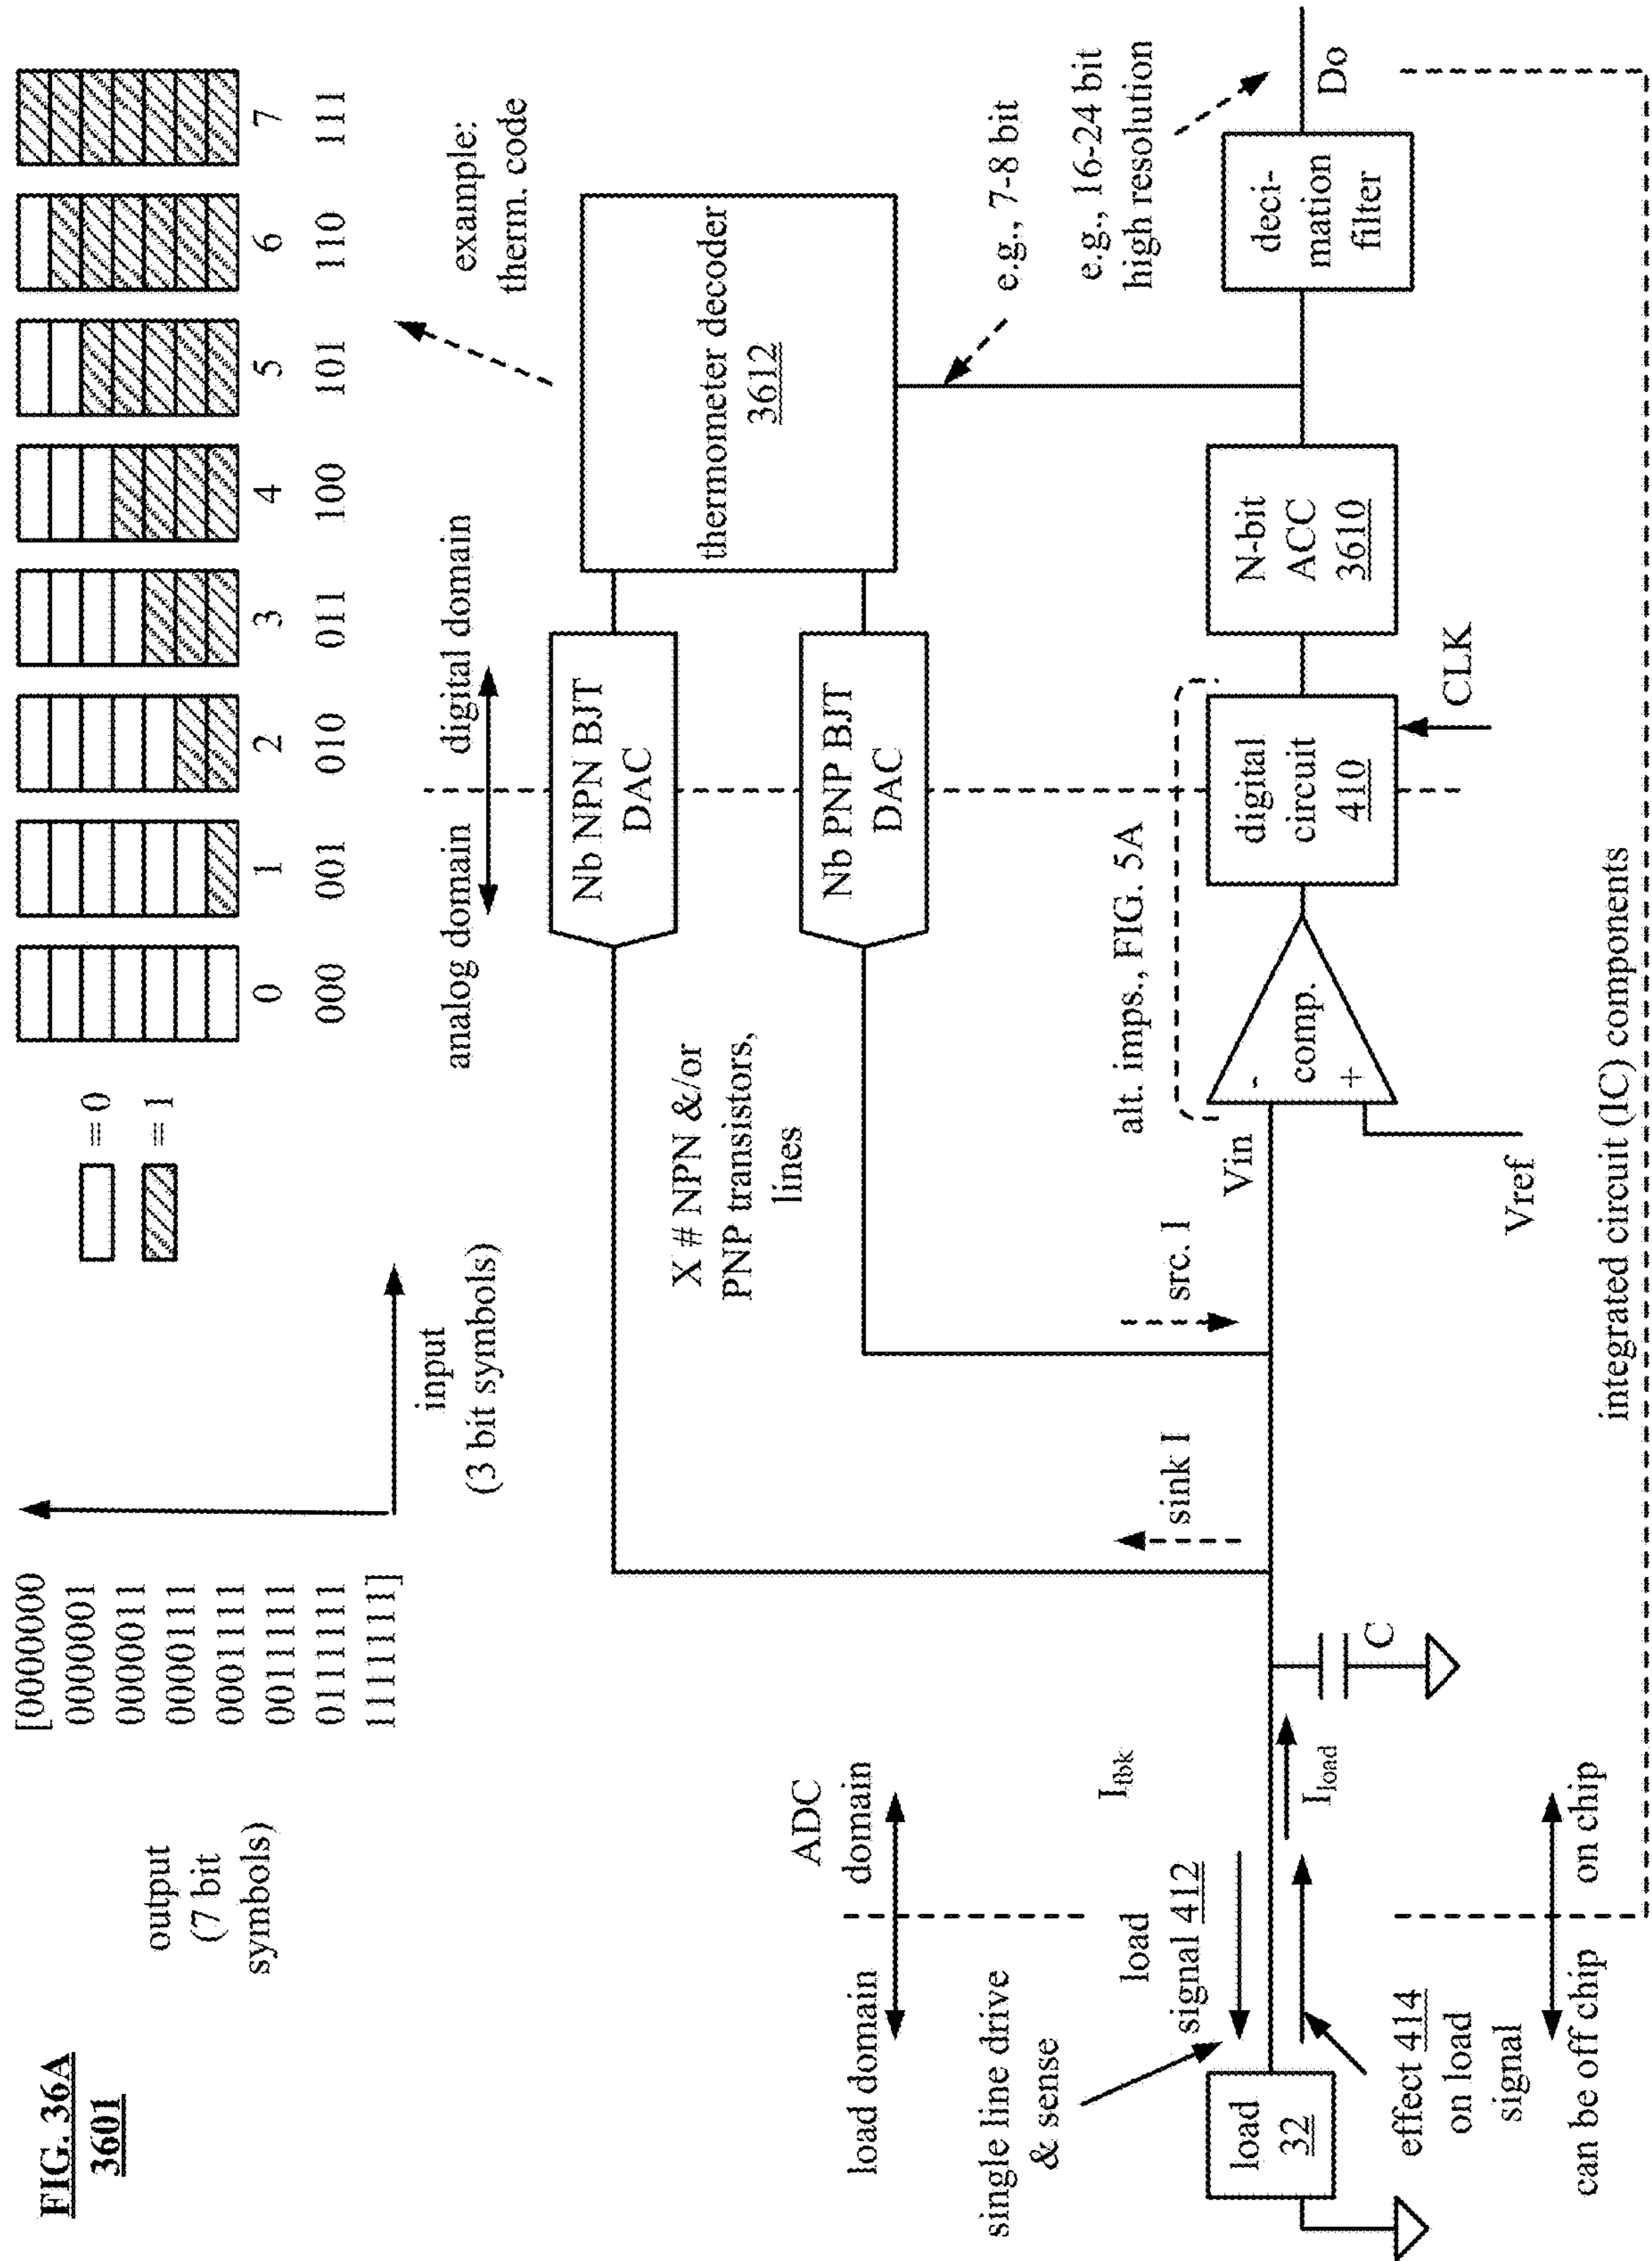 FIG. 36A
3601
output
(7 bit
symbols)
[0000000
0000001
0000011
0000111
0001111
0011111
0111111
1111111]
input
(3 bit symbols)
= 0
= 1
0 1 2 3 4 5 6 7
000 001 010 011 100 101 110 111
example:
therm. code
analog domain digital domain
Nb NPN BJT
DAC
Nb PNP BJT
DAC
thermometer decoder
3612
X # NPN &/or
PNP transistors,
lines
e.g., 7-8 bit
e.g., 16-24 bit
high resolution
load domain
ADC
domain
single line drive
& sense
load
signal 412
Ifbk
sink I
src. I
alt. imps., FIG. 5A
Vin
-
comp.
+
Vref
digital
circuit
410
CLK
N-bit
ACC
3610
deci-
mation
filter
Do
load
32
Iload
C
effect 414
on load
signal
can be off chip on chip
integrated circuit (IC) components